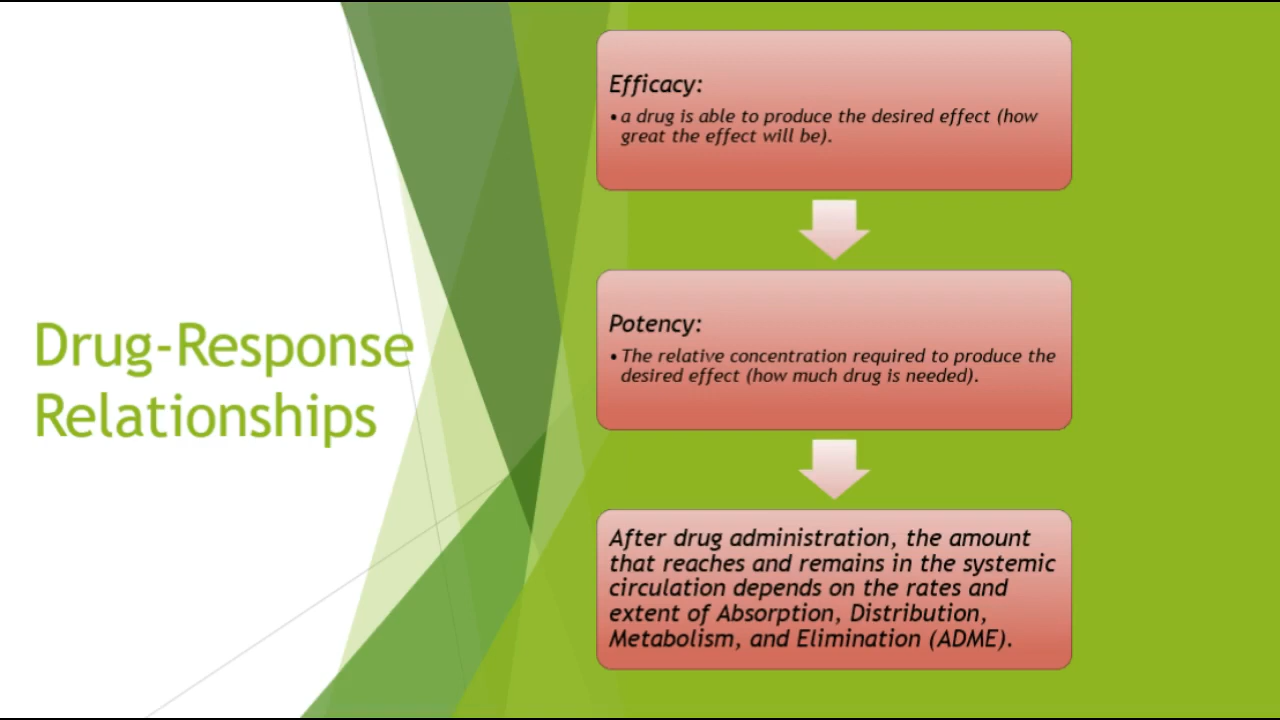 Drug-Response
Relationships
Efficacy:
•a drug is able to produce the desired effect (how
great the effect will be).
Potency:
•The relative concentration required to produce the
desired effect (how much drug is needed).
After drug administration, the amount
that reaches and remains in the systemic
circulation depends on the rates and
extent of Absorption, Distribution,
Metabolism, and Elimination (ADME).